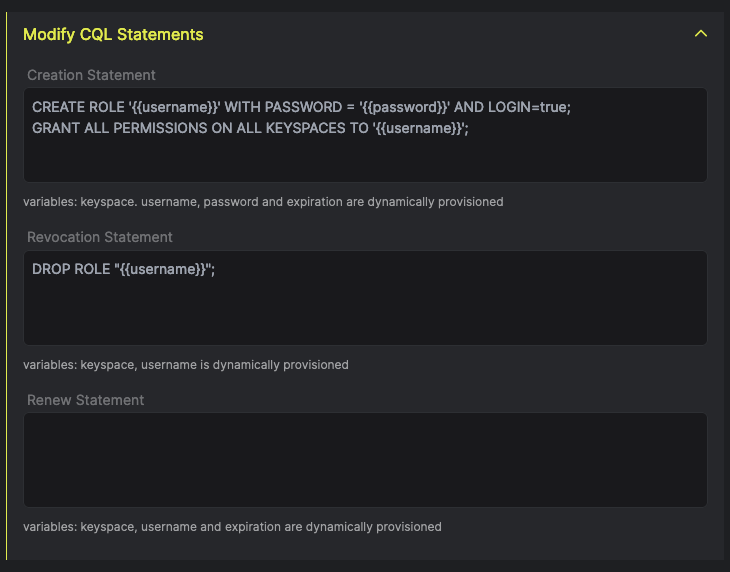 Modify CQL Statements
Creation Statement
CREATE ROLE '{{username}}' WITH PASSWORD = '{{password}}' AND LOGIN=true;
GRANT ALL PERMISSIONS ON ALL KEYSPACES TO '{{username}}';
variables: keyspace. username, password and expiration are dynamically provisioned
Revocation Statement
DROP ROLE "{{username}}";
variables: keyspace, username is dynamically provisioned
Renew Statement
variables: keyspace, username and expiration are dynamically provisioned